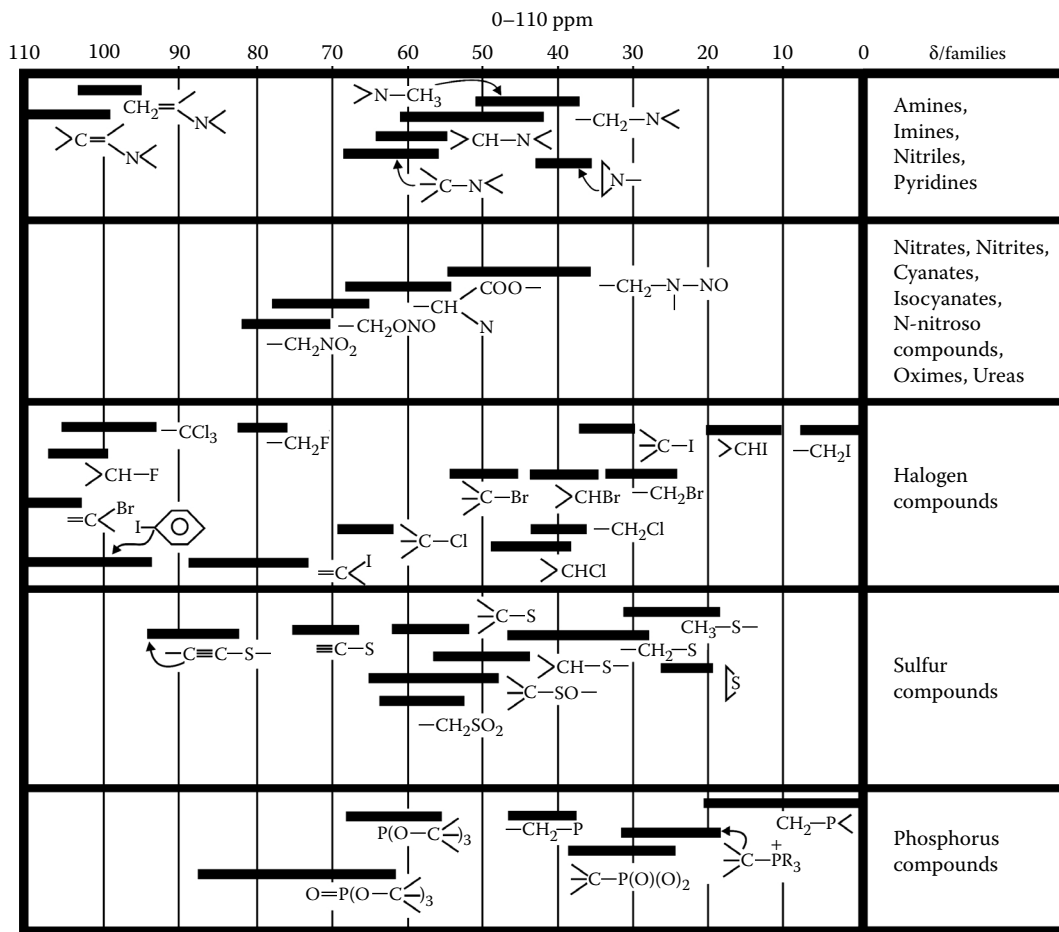 0–110 ppm
110 100 90 80 70 60 50 40 30 20 10 0 δ/families
>N—CH3
CH2=C—N<
—CH2—N<
>C=C—N<
>CH—N<
C—N<
N—
Amines,
Imines,
Nitriles,
Pyridines
COO—
—CH
N
—CH2—N—NO
—CH2ONO
—CH2NO2
Nitrates, Nitrites,
Cyanates,
Isocyanates,
N-nitroso
compounds,
Oximes, Ureas
—CCl3
—CH2F
C—I
>CHI
—CH2I
>CH—F
C—Br
>CHBr
—CH2Br
=C Br
I
C—Cl
—CH2Cl
=C I
>CHCl
Halogen
compounds
C—S
CH3—S—
—C≡C—S—
≡C—S
—CH2—S
>CH—S—
S
C—SO—
—CH2SO2
Sulfur
compounds
P(O—C)3
—CH2—P
CH2—P<
C—P+R3
C—P(O)(O)2
O=P(O—C)3
Phosphorus
compounds